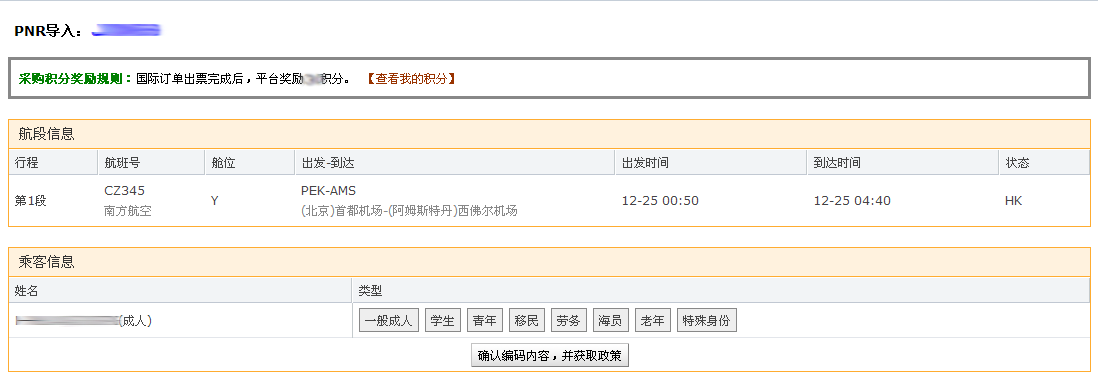 PNR导入：
采购积分奖励规则：国际订单出票完成后，平台奖励积分。 【查看我的积分】
航段信息
行程 航班号 舱位 出发-到达 出发时间 到达时间 状态
第1段 CZ345 Y PEK-AMS 12-25 00:50 12-25 04:40 HK
南方航空 (北京)首都机场-(阿姆斯特丹)西佛尔机场
乘客信息
姓名 类型
(成人) 一般成人 学生 青年 移民 劳务 海员 老年 特殊身份
确认编码内容，并获取政策